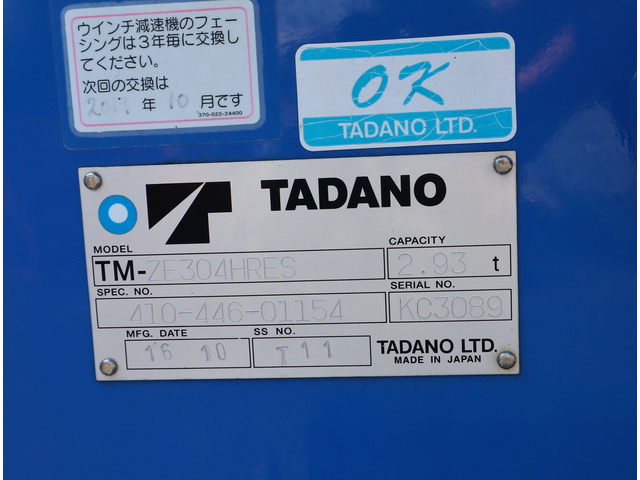 ウインチ減速機のフェー
シングは3年毎に交換し
てください。
次回の交換は
年 10 月です
370-022-24400
OK
TADANO LTD.
TADANO
MODEL
TM-ZE304HRES
CAPACITY
2.93 t
SPEC. NO.
410-446-01154
SERIAL NO.
KC3089
MFG. DATE
16 10
SS NO.
T11
TADANO LTD.
MADE IN JAPAN